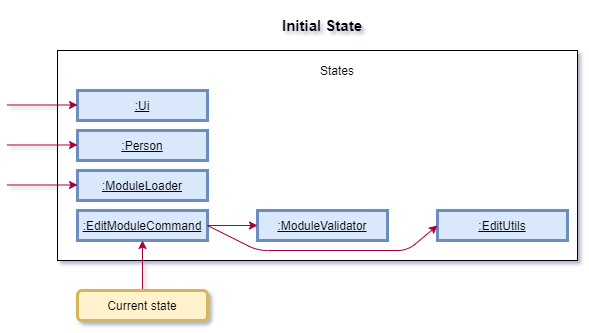 Initial State
States
:Ui
:Person
:ModuleLoader
:EditModuleCommand
:ModuleValidator
:EditUtils
Current state